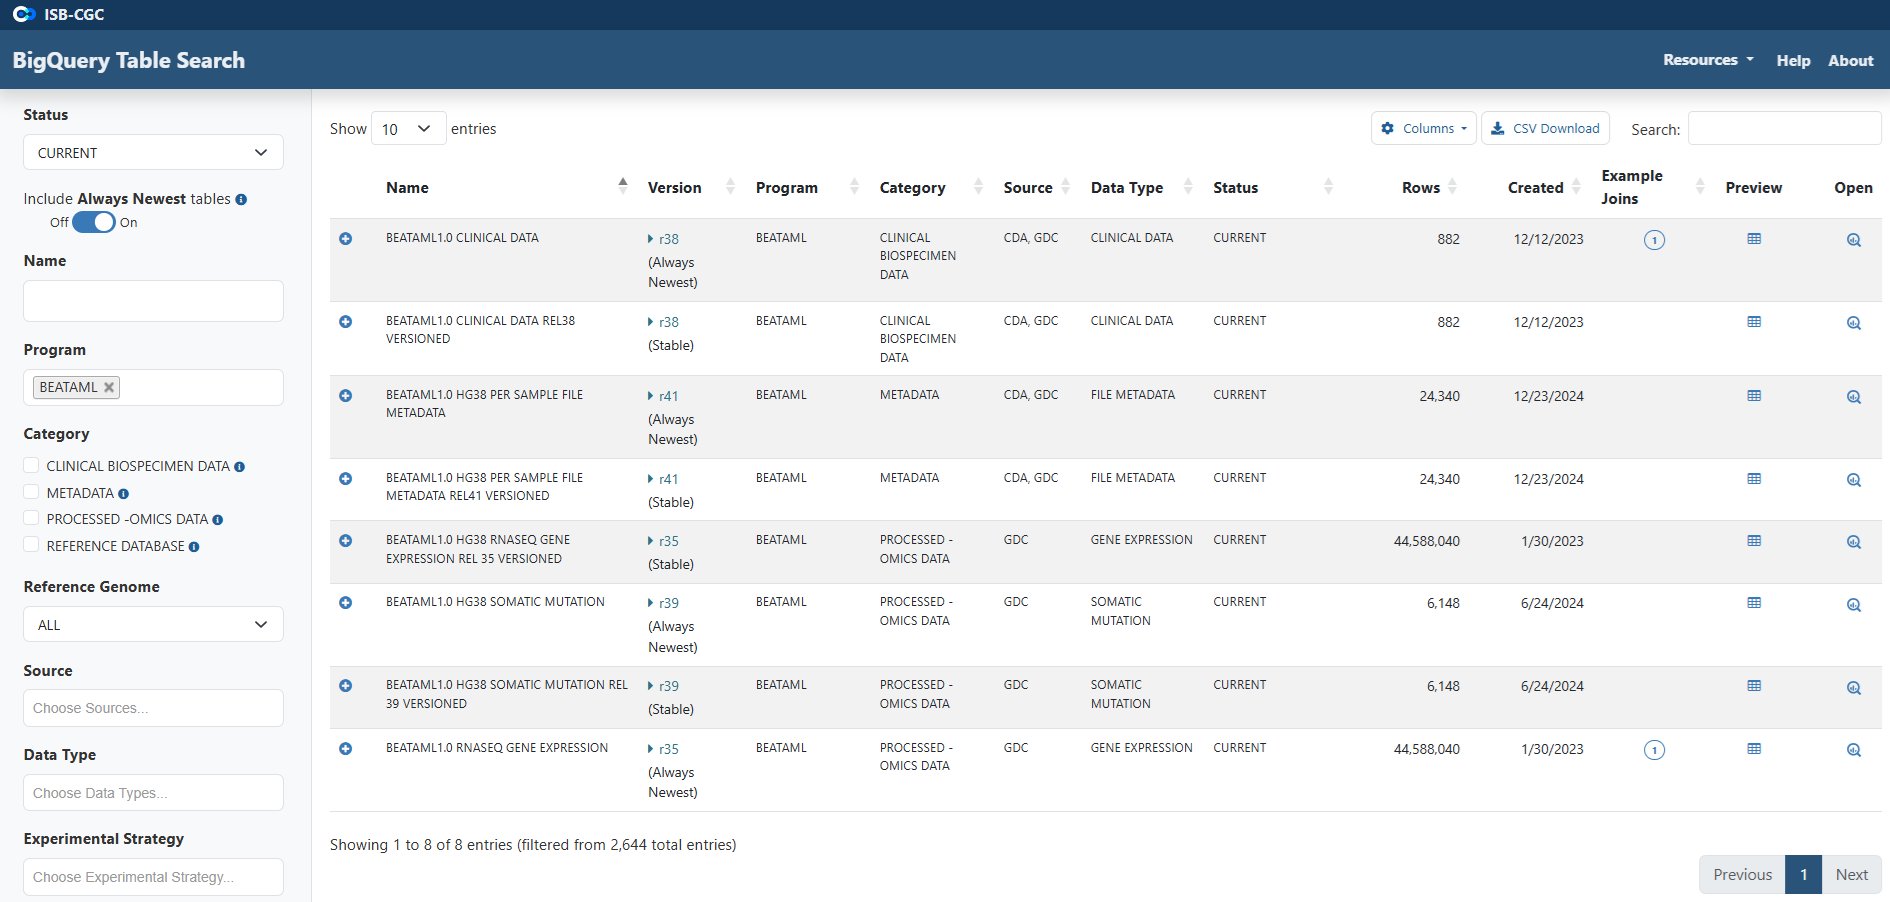 ISB-CGC
BigQuery Table Search
Resources
Help
About
Status
CURRENT
Include Always Newest tables
Off
On
Name
Program
BEATAML
Category
CLINICAL BIOSPECIMEN DATA
METADATA
PROCESSED -OMICS DATA
REFERENCE DATABASE
Reference Genome
ALL
Source
Choose Sources...
Data Type
Choose Data Types...
Experimental Strategy
Choose Experimental Strategy...
Show 10 entries
Columns
CSV Download
Search:
Name Version Program Category Source Data Type Status Rows Created Example Joins Preview Open
BEATAML1.0 CLINICAL DATA
r38
(Always
Newest)
BEATAML
CLINICAL
BIOSPECIMEN
DATA
CDA, GDC
CLINICAL DATA
CURRENT
882
12/12/2023
1
BEATAML1.0 CLINICAL DATA REL38
VERSIONED
r38
(Stable)
BEATAML
CLINICAL
BIOSPECIMEN
DATA
CDA, GDC
CLINICAL DATA
CURRENT
882
12/12/2023
BEATAML1.0 HG38 PER SAMPLE FILE
METADATA
r41
(Always
Newest)
BEATAML
METADATA
CDA, GDC
FILE METADATA
CURRENT
24,340
12/23/2024
BEATAML1.0 HG38 PER SAMPLE FILE
METADATA REL41 VERSIONED
r41
(Stable)
BEATAML
METADATA
CDA, GDC
FILE METADATA
CURRENT
24,340
12/23/2024
BEATAML1.0 HG38 RNASEQ GENE
EXPRESSION REL 35 VERSIONED
r35
(Stable)
BEATAML
PROCESSED -
OMICS DATA
GDC
GENE EXPRESSION
CURRENT
44,588,040
1/30/2023
BEATAML1.0 HG38 SOMATIC MUTATION
r39
(Always
Newest)
BEATAML
PROCESSED -
OMICS DATA
GDC
SOMATIC
MUTATION
CURRENT
6,148
6/24/2024
BEATAML1.0 HG38 SOMATIC MUTATION REL
39 VERSIONED
r39
(Stable)
BEATAML
PROCESSED -
OMICS DATA
GDC
SOMATIC
MUTATION
CURRENT
6,148
6/24/2024
BEATAML1.0 RNASEQ GENE EXPRESSION
r35
(Always
Newest)
BEATAML
PROCESSED -
OMICS DATA
GDC
GENE EXPRESSION
CURRENT
44,588,040
1/30/2023
1
Showing 1 to 8 of 8 entries (filtered from 2,644 total entries)
Previous 1 Next